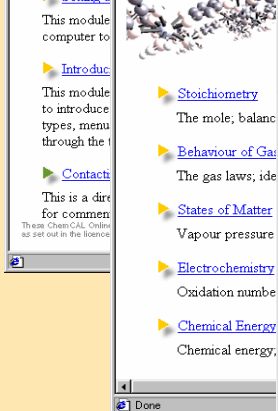 This module
computer to
Introduc
This module
to introduce
types, menu
through the
Contacti
This is a dire
for commen
These ChemCAL Online
as set out in the licence
Stoichiometry
The mole; balanc
Behaviour of Gas
The gas laws; ide
States of Matter
Vapour pressure
Electrochemistry
Oxidation numbe
Chemical Energy
Chemical energy;
Done